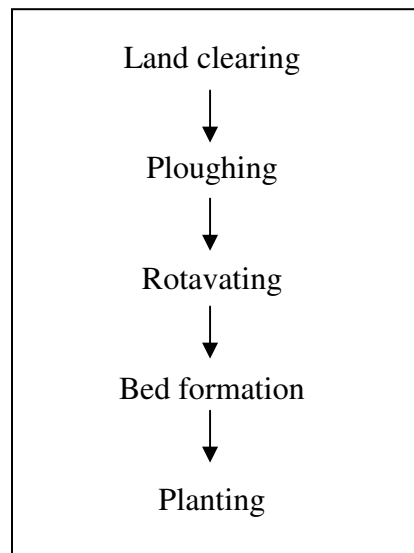 Land clearing
Ploughing
Rotavating
Bed formation
Planting